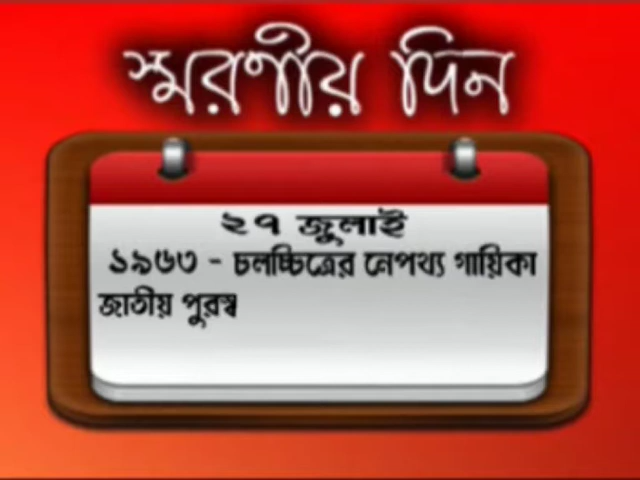 স্মরণীয় দিন
২৭ জুলাই
১৯৬৩ - চলচ্চিত্রের নেপথ্য গায়িকা
জাতীয় পুরস্ব